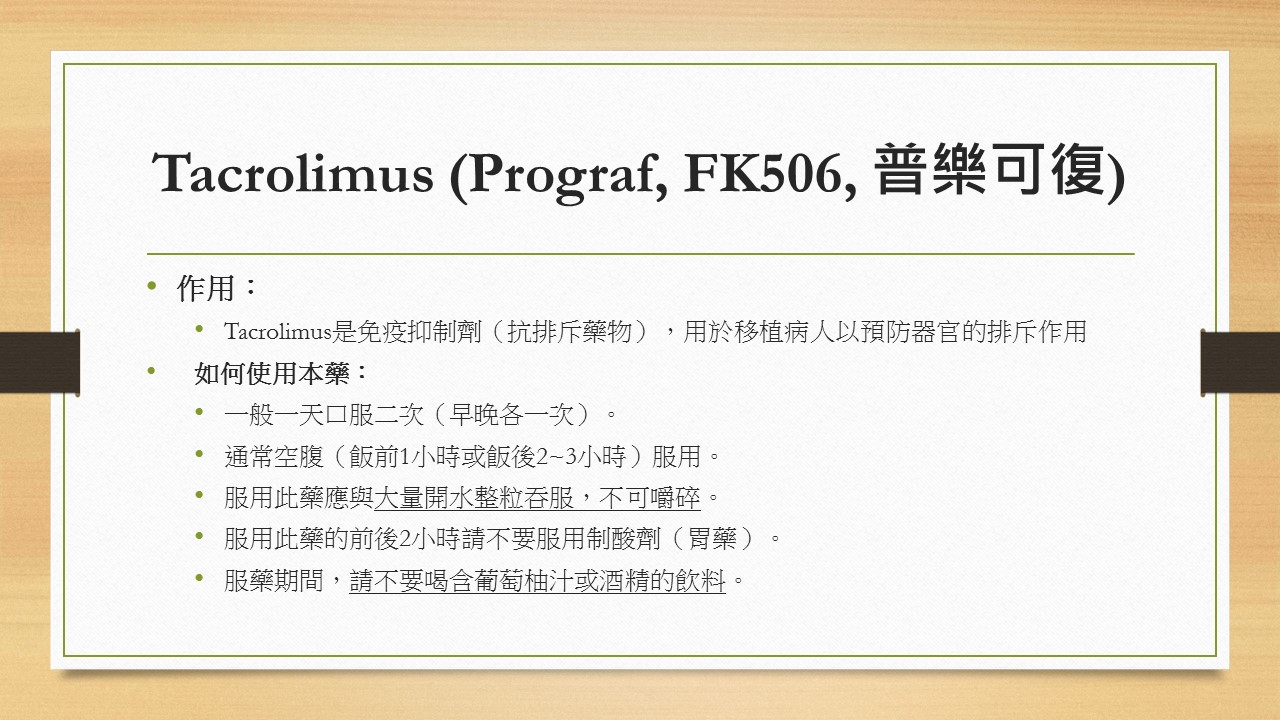 Tacrolimus (Prograf, FK506, 普樂可復)
• 作用：
• Tacrolimus是免疫抑制劑（抗排斥藥物），用於移植病人以預防器官的排斥作用
• 如何使用本藥：
• 一般一天口服二次（早晚各一次）。
• 通常空腹（飯前1小時或飯後2~3小時）服用。
• 服用此藥應與大量開水整粒吞服，不可嚼碎。
• 服用此藥的前後2小時請不要服用制酸劑（胃藥）。
• 服藥期間，請不要喝含葡萄柚汁或酒精的飲料。